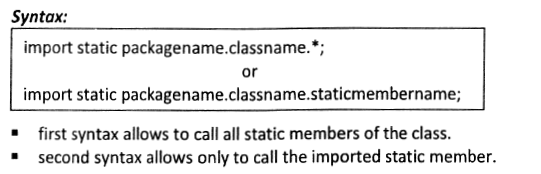 Syntax:
import static packagename.classname.*;
or
import static packagename.classname.staticmembername;
▪ first syntax allows to call all static members of the class.
▪ second syntax allows only to call the imported static member.